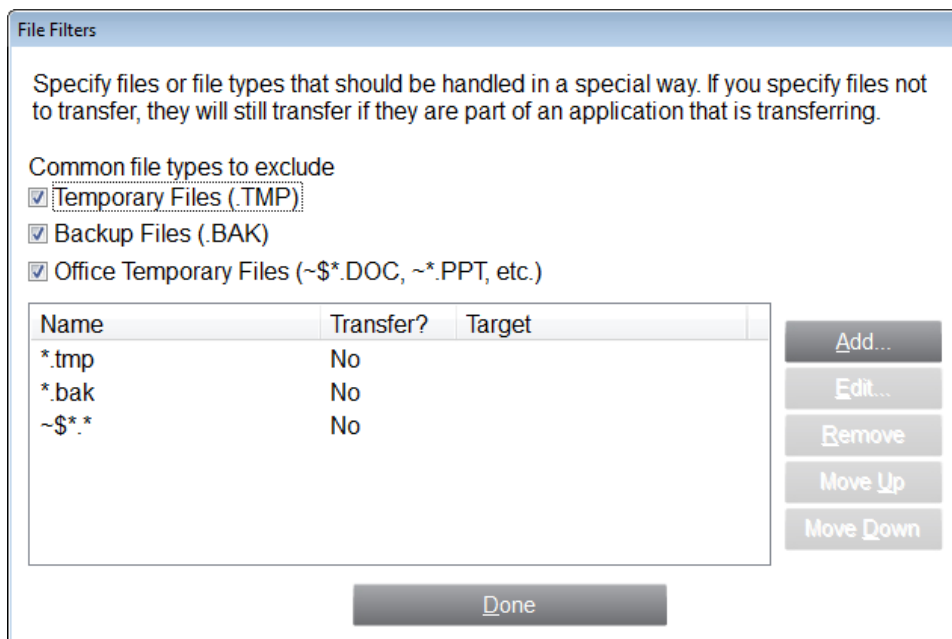 File Filters
Specify files or file types that should be handled in a special way. If you specify files not
to transfer, they will still transfer if they are part of an application that is transferring.
Common file types to exclude
Temporary Files (.TMP)
Backup Files (.BAK)
Office Temporary Files (~$*.DOC, ~*.PPT, etc.)
Name Transfer? Target
*.tmp No
*.bak No
~$*.* No
Add...
Edit...
Remove
Move Up
Move Down
Done